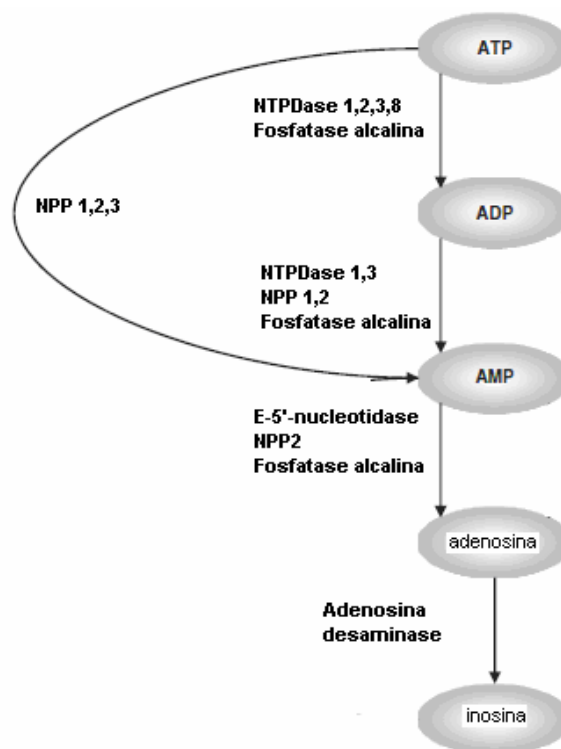 ATP
NTPDase 1,2,3,8
Fosfatase alcalina
NPP 1,2,3
ADP
NTPDase 1,3
NPP 1,2
Fosfatase alcalina
AMP
E-5'-nucleotidase
NPP2
Fosfatase alcalina
adenosina
Adenosina
desaminase
inosina